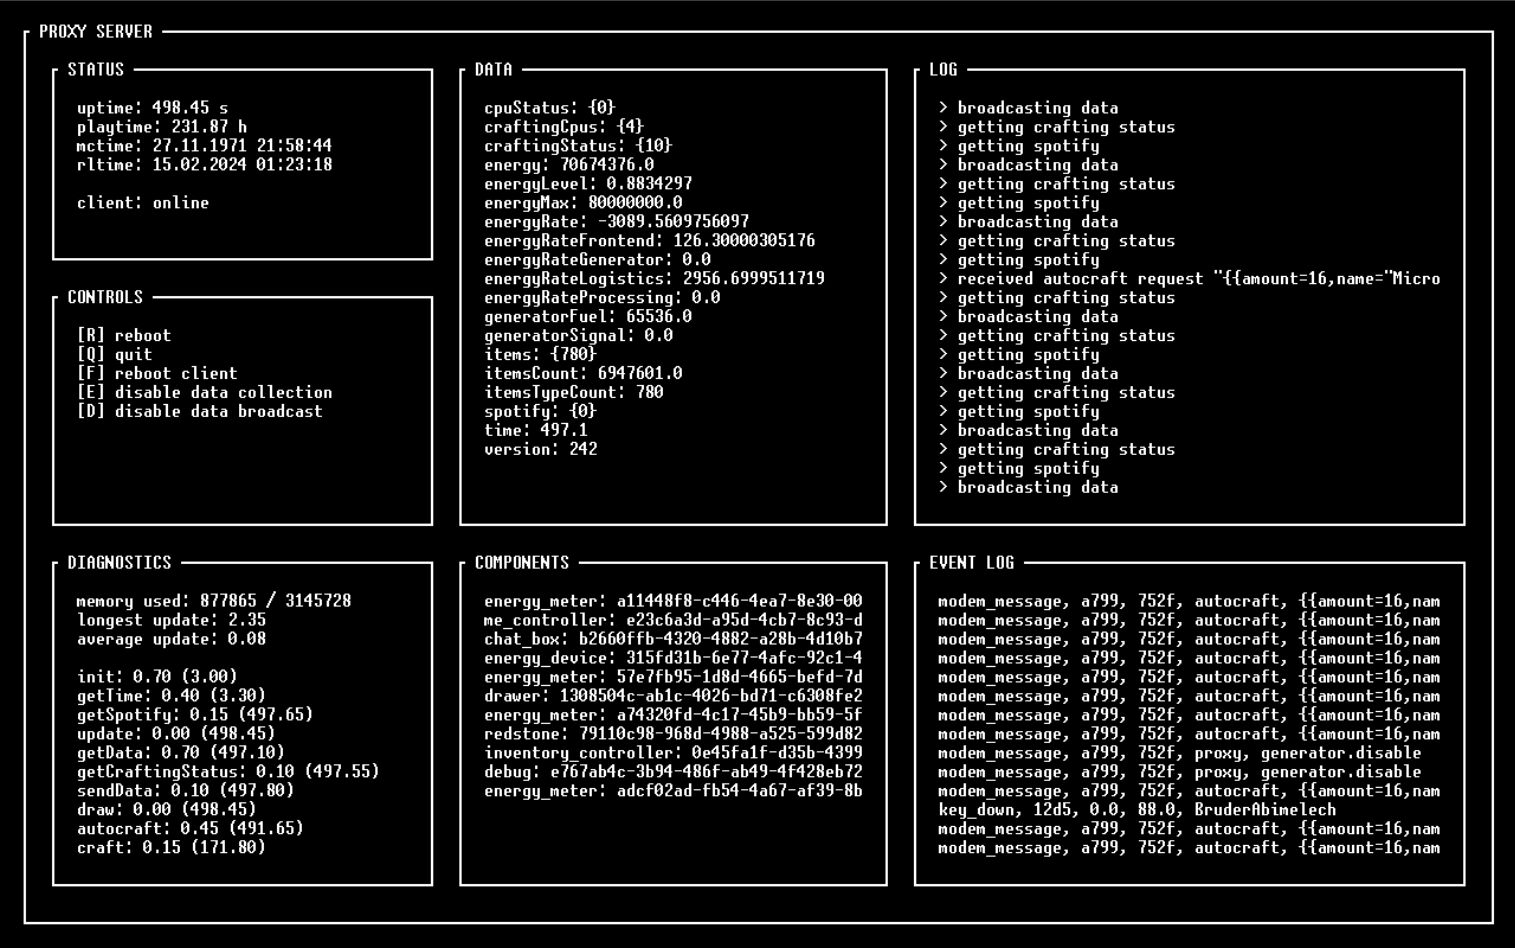 PROXY SERVER
STATUS
uptime: 498.45 s
playtime: 231.87 h
mctime: 27.11.1971 21:58:44
rltime: 15.02.2024 01:23:18
client: online
CONTROLS
[R] reboot
[Q] quit
[F] reboot client
[E] disable data collection
[D] disable data broadcast
DIAGNOSTICS
memory used: 877865 / 3145728
longest update: 2.35
average update: 0.08
init: 0.70 (3.00)
getTime: 0.40 (3.30)
getSpotify: 0.15 (497.65)
update: 0.00 (498.45)
getData: 0.70 (497.10)
getCraftingStatus: 0.10 (497.55)
sendData: 0.10 (497.80)
draw: 0.00 (498.45)
autocraft: 0.45 (491.65)
craft: 0.15 (171.80)
DATA
cpuStatus: {0}
craftingCpus: {4}
craftingStatus: {10}
energy: 70674376.0
energyLevel: 0.8834297
energyMax: 80000000.0
energyRate: -3089.5609756097
energyRateFrontend: 126.30000305176
energyRateGenerator: 0.0
energyRateLogistics: 2956.6999511719
energyRateProcessing: 0.0
generatorFuel: 65536.0
generatorSignal: 0.0
items: {780}
itemsCount: 6947601.0
itemsTypeCount: 780
spotify: {0}
time: 497.1
version: 242
COMPONENTS
energy_meter: a11448f8-c446-4ea7-8e30-00
me_controller: e23c6a3d-a95d-4cb7-8c93-d
chat_box: b2660ffb-4320-4882-a28b-4d10b7
energy_device: 315fd31b-6e77-4afc-92c1-4
energy_meter: 57e7fb95-1d8d-4665-befd-7d
drawer: 1308504c-ab1c-4026-bd71-c6308fe2
energy_meter: a74320fd-4c17-45b9-bb59-5f
redstone: 79110c98-968d-4988-a525-599d82
inventory_controller: 0e45fa1f-d35b-4399
debug: e767ab4c-3b94-486f-ab49-4f428eb72
energy_meter: adcf02ad-fb54-4a67-af39-8b
LOG
> broadcasting data
> getting crafting status
> getting spotify
> broadcasting data
> getting crafting status
> getting spotify
> broadcasting data
> getting crafting status
> getting spotify
> received autocraft request "{{amount=16,name="Micro
> getting crafting status
> broadcasting data
> getting crafting status
> getting spotify
> broadcasting data
> getting crafting status
> getting spotify
> broadcasting data
> getting crafting status
> getting spotify
> broadcasting data
EVENT LOG
modem_message, a799, 752f, autocraft, {{amount=16,nam
modem_message, a799, 752f, autocraft, {{amount=16,nam
modem_message, a799, 752f, autocraft, {{amount=16,nam
modem_message, a799, 752f, autocraft, {{amount=16,nam
modem_message, a799, 752f, autocraft, {{amount=16,nam
modem_message, a799, 752f, autocraft, {{amount=16,nam
modem_message, a799, 752f, autocraft, {{amount=16,nam
modem_message, a799, 752f, autocraft, {{amount=16,nam
modem_message, a799, 752f, proxy, generator.disable
modem_message, a799, 752f, proxy, generator.disable
modem_message, a799, 752f, autocraft, {{amount=16,nam
key_down, 12d5, 0.0, 88.0, BruderAbimelech
modem_message, a799, 752f, autocraft, {{amount=16,nam
modem_message, a799, 752f, autocraft, {{amount=16,nam